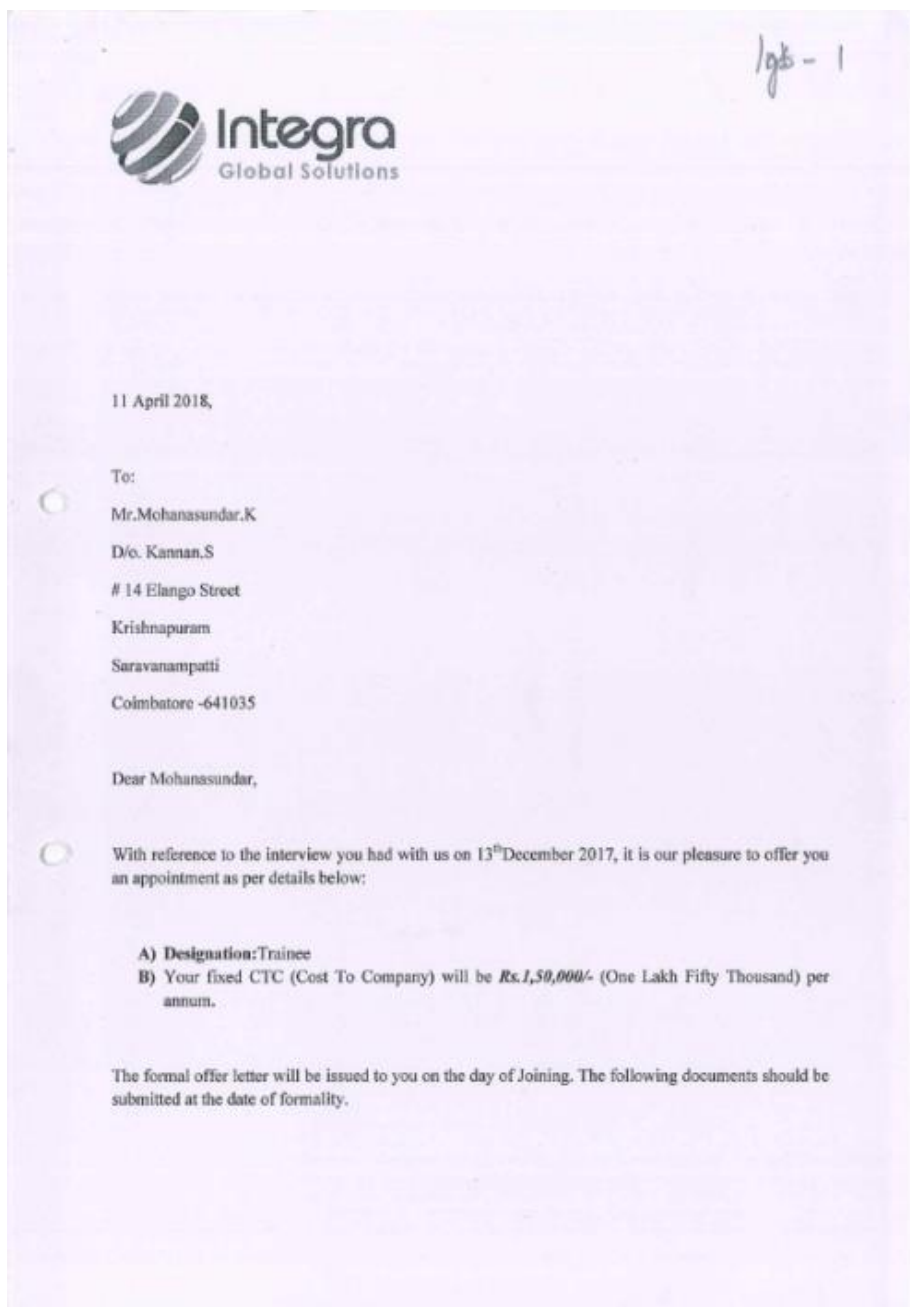 Integra
Global Solutions
11 April 2018,
To:
Mr.Mohanasundar.K
D/o. Kannan.S
# 14 Elango Street
Krishnapuram
Saravanampatti
Coimbatore -641035
Dear Mohanasundar,
With reference to the interview you had with us on 13thDecember 2017, it is our pleasure to offer you
an appointment as per details below:
A) Designation:Trainee
B) Your fixed CTC (Cost To Company) will be Rs.1,50,000/- (One Lakh Fifty Thousand) per
annum.
The formal offer letter will be issued to you on the day of Joining. The following documents should be
submitted at the date of formality.